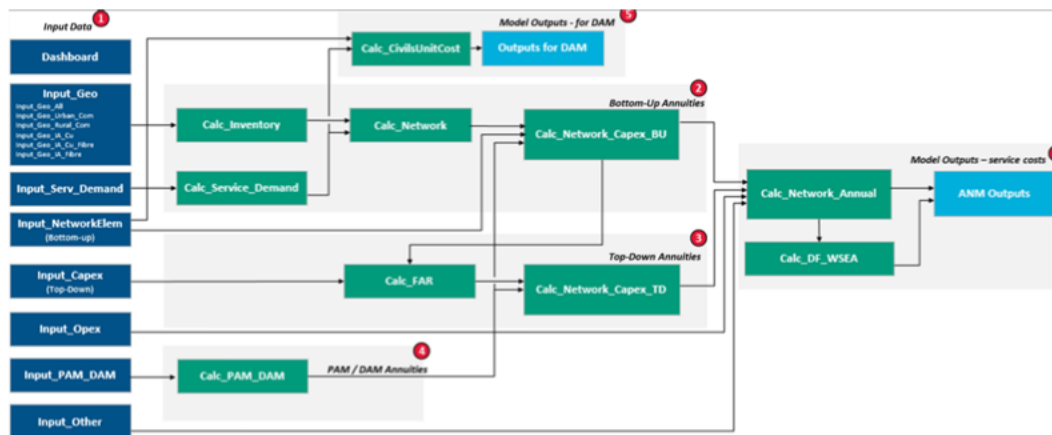 Input Data
1
Dashboard
Input_Geo
Input_Geo_All
Input_Geo_Urban_Com
Input_Geo_Rural_Com
Input_Geo_IA_Cu
Input_Geo_IA_Cu_Fibre
Input_Geo_IA_Fibre
Input_Serv_Demand
Input_NetworkElem
(Bottom-up)
Input_Capex
(Top-Down)
Input_Opex
Input_PAM_DAM
Input_Other
Model Outputs - for DAM
5
Calc_CivilsUnitCost
Outputs for DAM
2
Bottom-Up Annuities
Calc_Inventory
Calc_Network
Calc_Network_Capex_BU
Calc_Service_Demand
3
Top-Down Annuities
Calc_FAR
Calc_Network_Capex_TD
4
PAM / DAM Annuities
Calc_PAM_DAM
Model Outputs – service costs
Calc_Network_Annual
ANM Outputs
Calc_DF_WSEA